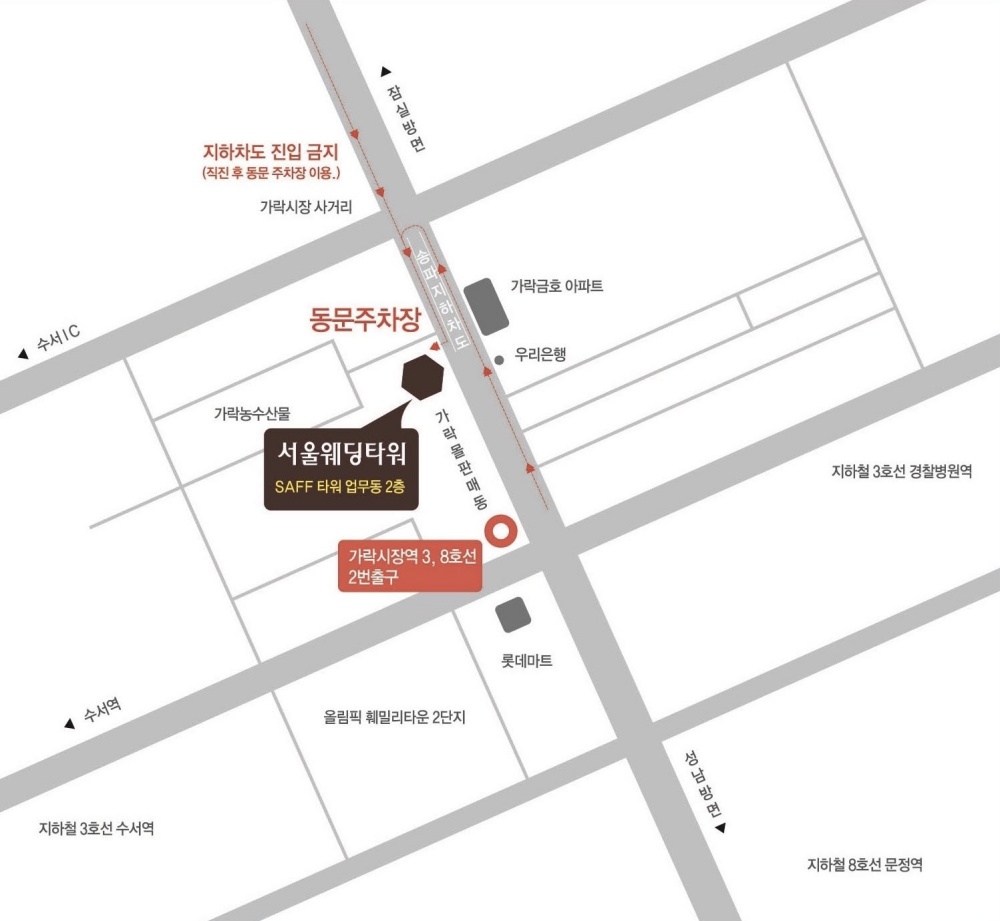 잠실방면
지하차도 진입 금지
(직진 후 동문 주차장 이용.)
가락시장 사거리
송파지하차도
가락금호 아파트
동문주차장
수서IC
우리은행
가락농수산물
가락몰판매동
서울웨딩타워
SAFF 타워 업무동 2층
지하철 3호선 경찰병원역
가락시장역 3, 8호선
2번출구
롯데마트
수서역
올림픽 훼밀리타운 2단지
성남방면
지하철 3호선 수서역
지하철 8호선 문정역